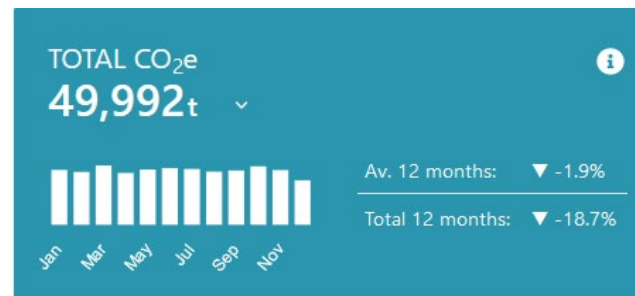 TOTAL CO₂e
49,992t
Av. 12 months: ▼ -1.9%
Total 12 months: ▼ -18.7%
Jan Mar May Jul Sep Nov